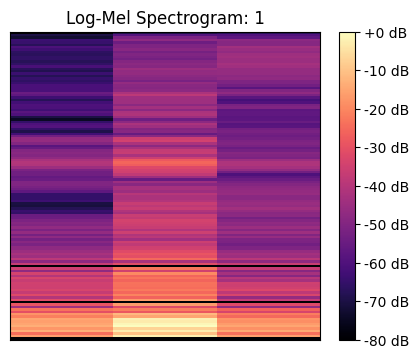 Log-Mel Spectrogram: 1
+0 dB
-10 dB
-20 dB
-30 dB
-40 dB
-50 dB
-60 dB
-70 dB
-80 dB